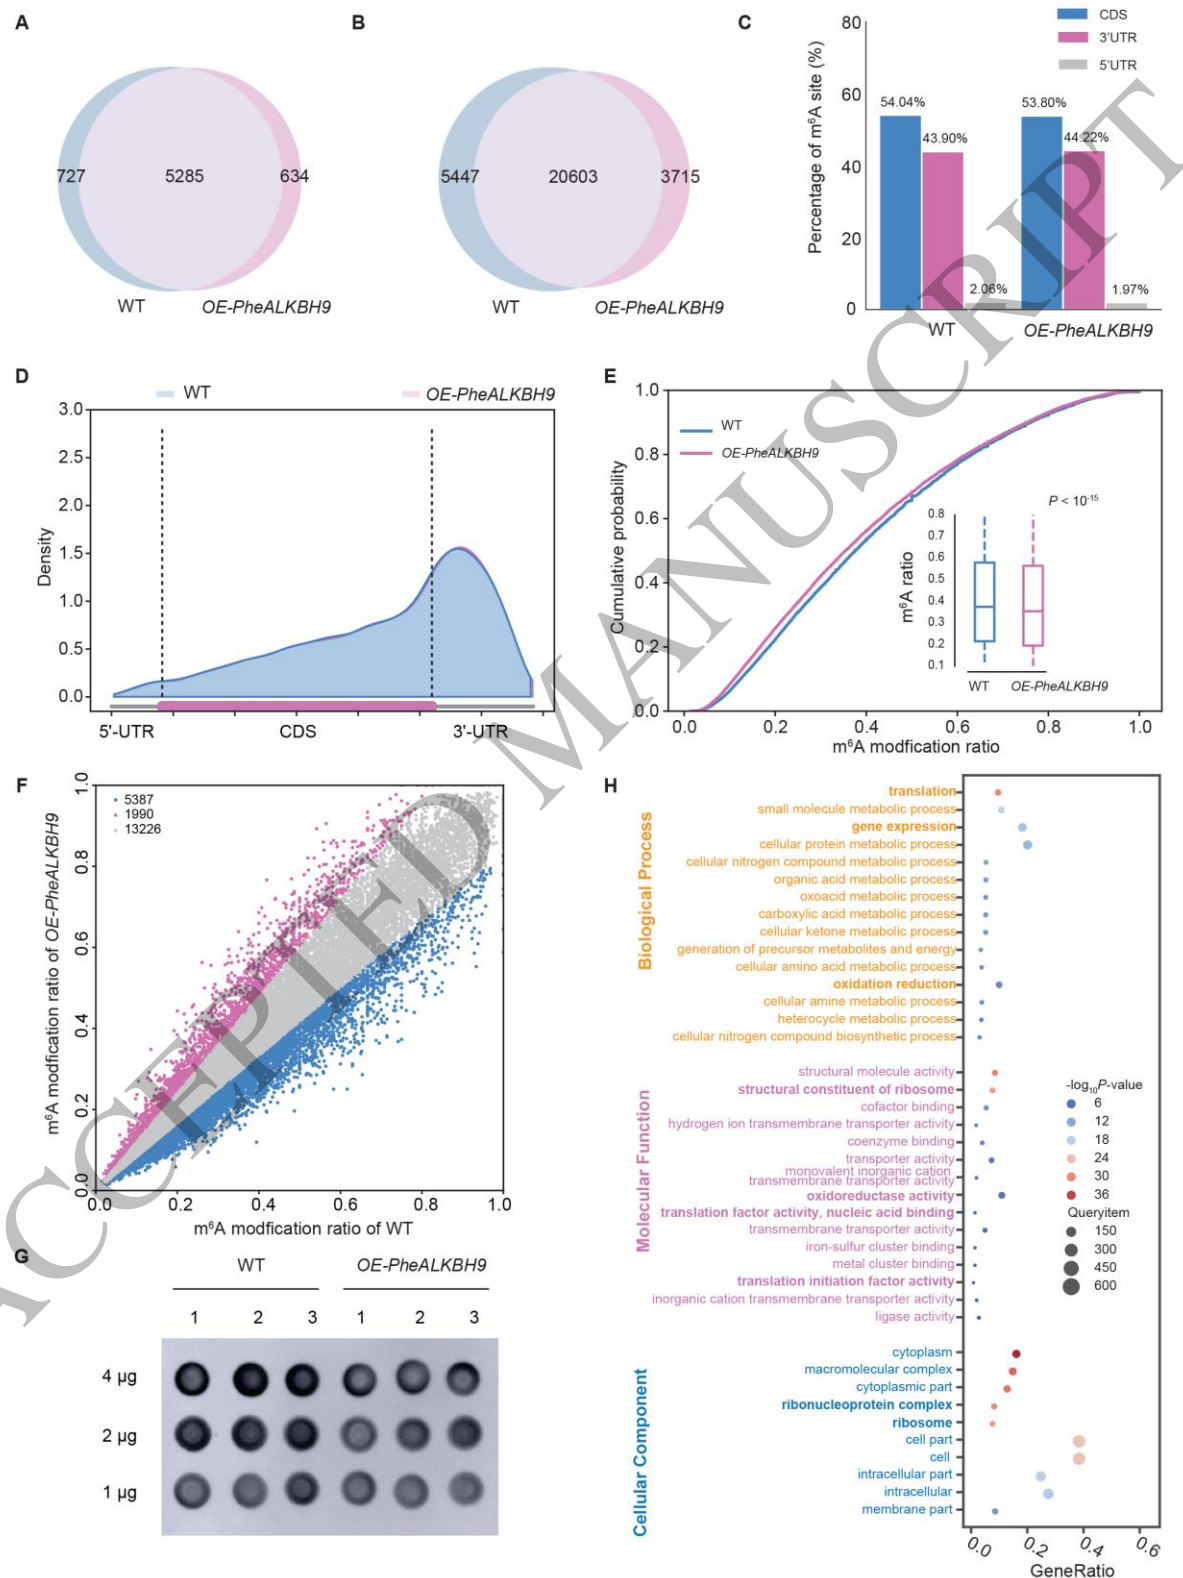 A
727
5285
634
WT
OE-PheALKBH9
B
5447
20603
3715
WT
OE-PheALKBH9
C
CDS
3'UTR
5'UTR
Percentage of m⁶A site (%)
80
60
40
20
0
54.04%
43.90%
2.06%
53.80%
44.22%
1.97%
WT
OE-PheALKBH9
D
WT
OE-PheALKBH9
Density
3.0
2.5
2.0
1.5
1.0
0.5
0.0
5'-UTR
CDS
3'-UTR
E
WT
OE-PheALKBH9
Cumulative probability
1.0
0.8
0.6
0.4
0.2
0.0
0.0
0.2
0.4
0.6
0.8
1.0
m⁶A modfication ratio
P < 10⁻¹⁵
m⁶A ratio
0.8
0.7
0.6
0.5
0.4
0.3
0.2
0.1
WT
OE-PheALKBH9
F
5387
1990
13226
m⁶A modfication ratio of OE-PheALKBH9
1.0
0.8
0.6
0.4
0.2
0.0
0.0
0.2
0.4
0.6
0.8
1.0
m⁶A modfication ratio of WT
G
WT
OE-PheALKBH9
1
2
3
1
2
3
4 µg
2 µg
1 µg
H
Biological Process
translation
small molecule metabolic process
gene expression
cellular protein metabolic process
cellular nitrogen compound metabolic process
organic acid metabolic process
oxoacid metabolic process
carboxylic acid metabolic process
cellular ketone metabolic process
generation of precursor metabolites and energy
cellular amino acid metabolic process
oxidation reduction
cellular amine metabolic process
heterocycle metabolic process
cellular nitrogen compound biosynthetic process
Molecular Function
structural molecule activity
structural constituent of ribosome
cofactor binding
hydrogen ion transmembrane transporter activity
coenzyme binding
transporter activity
monovalent inorganic cation
transmembrane transporter activity
oxidoreductase activity
translation factor activity, nucleic acid binding
transmembrane transporter activity
iron-sulfur cluster binding
metal cluster binding
translation initiation factor activity
inorganic cation transmembrane transporter activity
ligase activity
Cellular Component
cytoplasm
macromolecular complex
cytoplasmic part
ribonucleoprotein complex
ribosome
cell part
cell
intracellular part
intracellular
membrane part
-log₁₀P-value
6
12
18
24
30
36
Queryitem
150
300
450
600
0.0
0.2
0.4
0.6
GeneRatio
ACCEPTED MANUSCRIPT